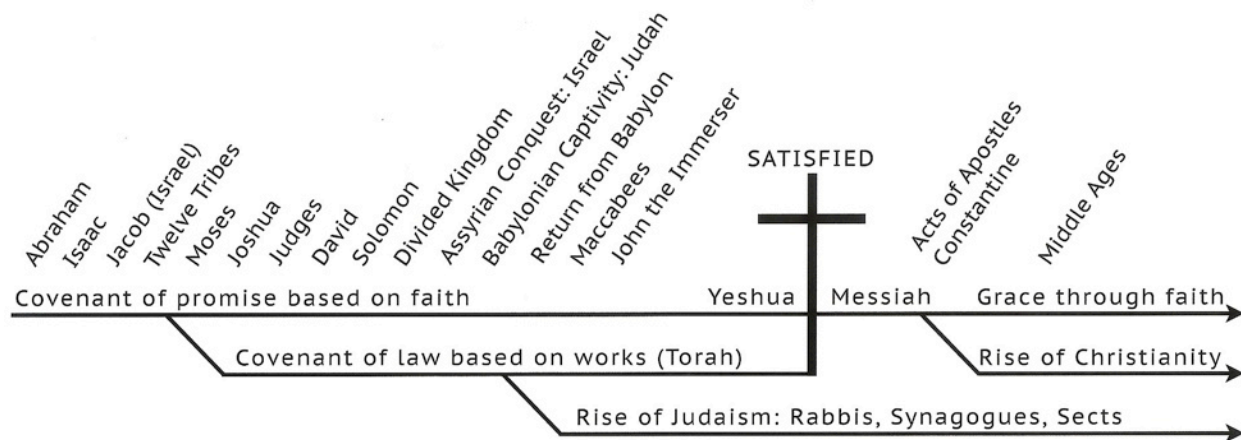 Abraham
Isaac
Jacob (Israel)
Twelve Tribes
Moses
Joshua
Judges
David
Solomon
Divided Kingdom
Assyrian Conquest: Israel
Babylonian Captivity: Judah
Return from Babylon
Maccabees
John the Immerser
SATISFIED
Acts of Apostles
Constantine
Middle Ages
Covenant of promise based on faith
Yeshua
Messiah
Grace through faith
Covenant of law based on works (Torah)
Rise of Christianity
Rise of Judaism: Rabbis, Synagogues, Sects